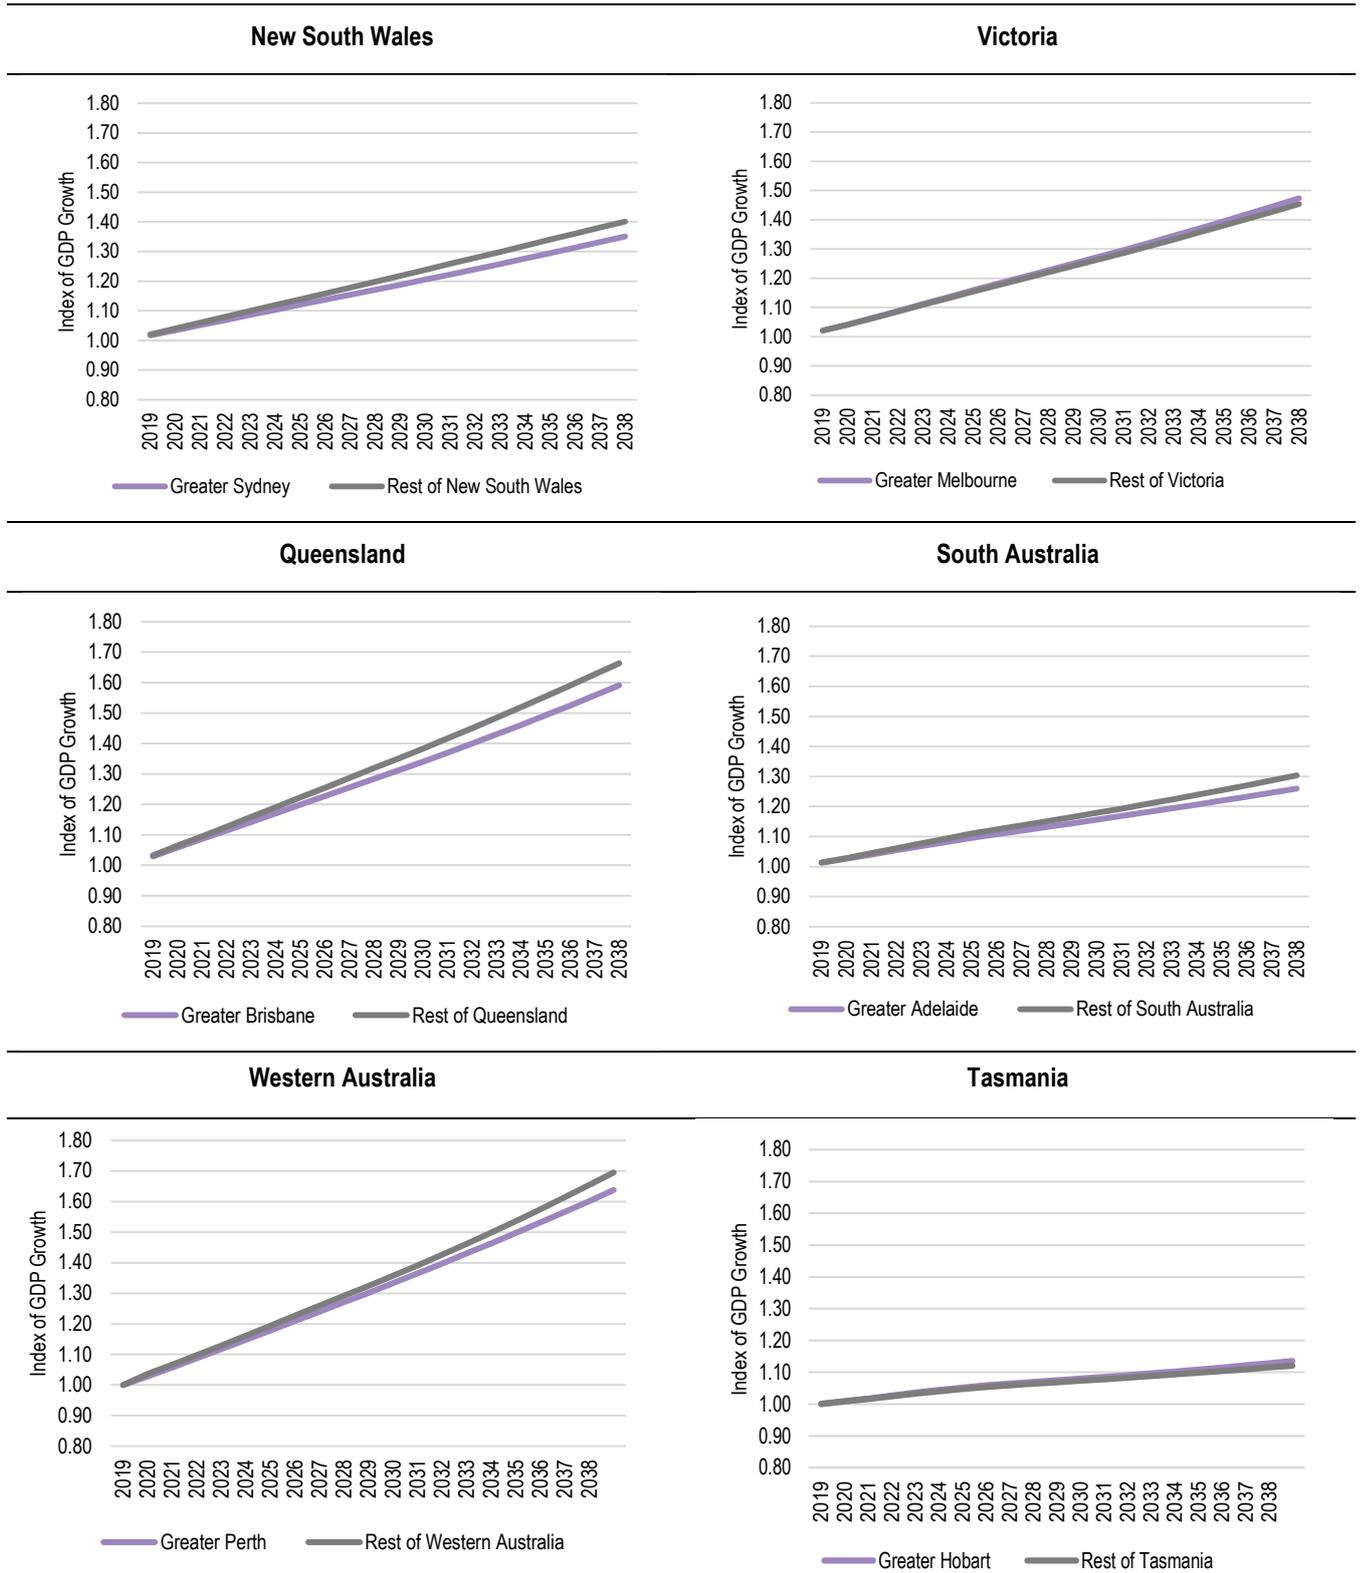 New South Wales
Victoria
Index of GDP Growth
1.80
1.70
1.60
1.50
1.40
1.30
1.20
1.10
1.00
0.90
0.80
2019 2020 2021 2022 2023 2024 2025 2026 2027 2028 2029 2030 2031 2032 2033 2034 2035 2036 2037 2038
Greater Sydney Rest of New South Wales
Index of GDP Growth
1.80
1.70
1.60
1.50
1.40
1.30
1.20
1.10
1.00
0.90
0.80
2019 2020 2021 2022 2023 2024 2025 2026 2027 2028 2029 2030 2031 2032 2033 2034 2035 2036 2037 2038
Greater Melbourne Rest of Victoria
Queensland
South Australia
Index of GDP Growth
1.80
1.70
1.60
1.50
1.40
1.30
1.20
1.10
1.00
0.90
0.80
2019 2020 2021 2022 2023 2024 2025 2026 2027 2028 2029 2030 2031 2032 2033 2034 2035 2036 2037 2038
Greater Brisbane Rest of Queensland
Index of GDP Growth
1.80
1.70
1.60
1.50
1.40
1.30
1.20
1.10
1.00
0.90
0.80
2019 2020 2021 2022 2023 2024 2025 2026 2027 2028 2029 2030 2031 2032 2033 2034 2035 2036 2037 2038
Greater Adelaide Rest of South Australia
Western Australia
Tasmania
Index of GDP Growth
1.80
1.70
1.60
1.50
1.40
1.30
1.20
1.10
1.00
0.90
0.80
2019 2020 2021 2022 2023 2024 2025 2026 2027 2028 2029 2030 2031 2032 2033 2034 2035 2036 2037 2038
Greater Perth Rest of Western Australia
Index of GDP Growth
1.80
1.70
1.60
1.50
1.40
1.30
1.20
1.10
1.00
0.90
0.80
2019 2020 2021 2022 2023 2024 2025 2026 2027 2028 2029 2030 2031 2032 2033 2034 2035 2036 2037 2038
Greater Hobart Rest of Tasmania